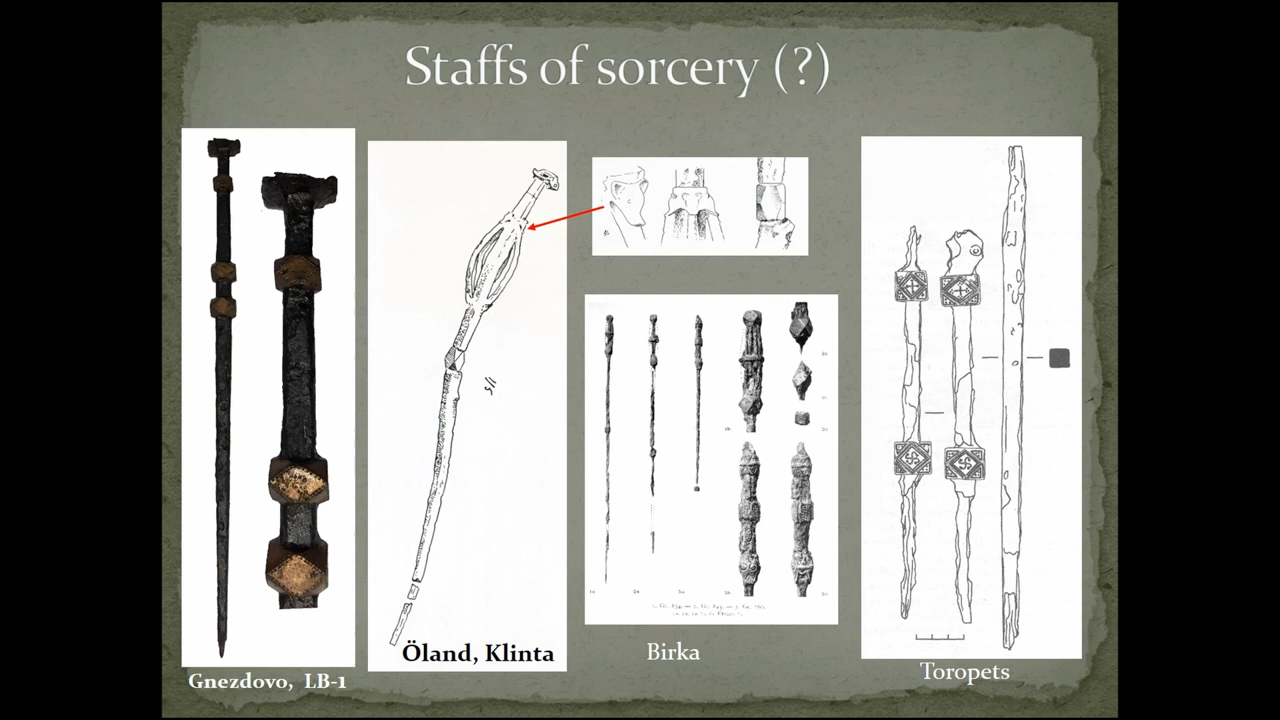 Staffs of sorcery (?)
Gnezdovo, LB-1
Öland, Klinta
Birka
Toropets